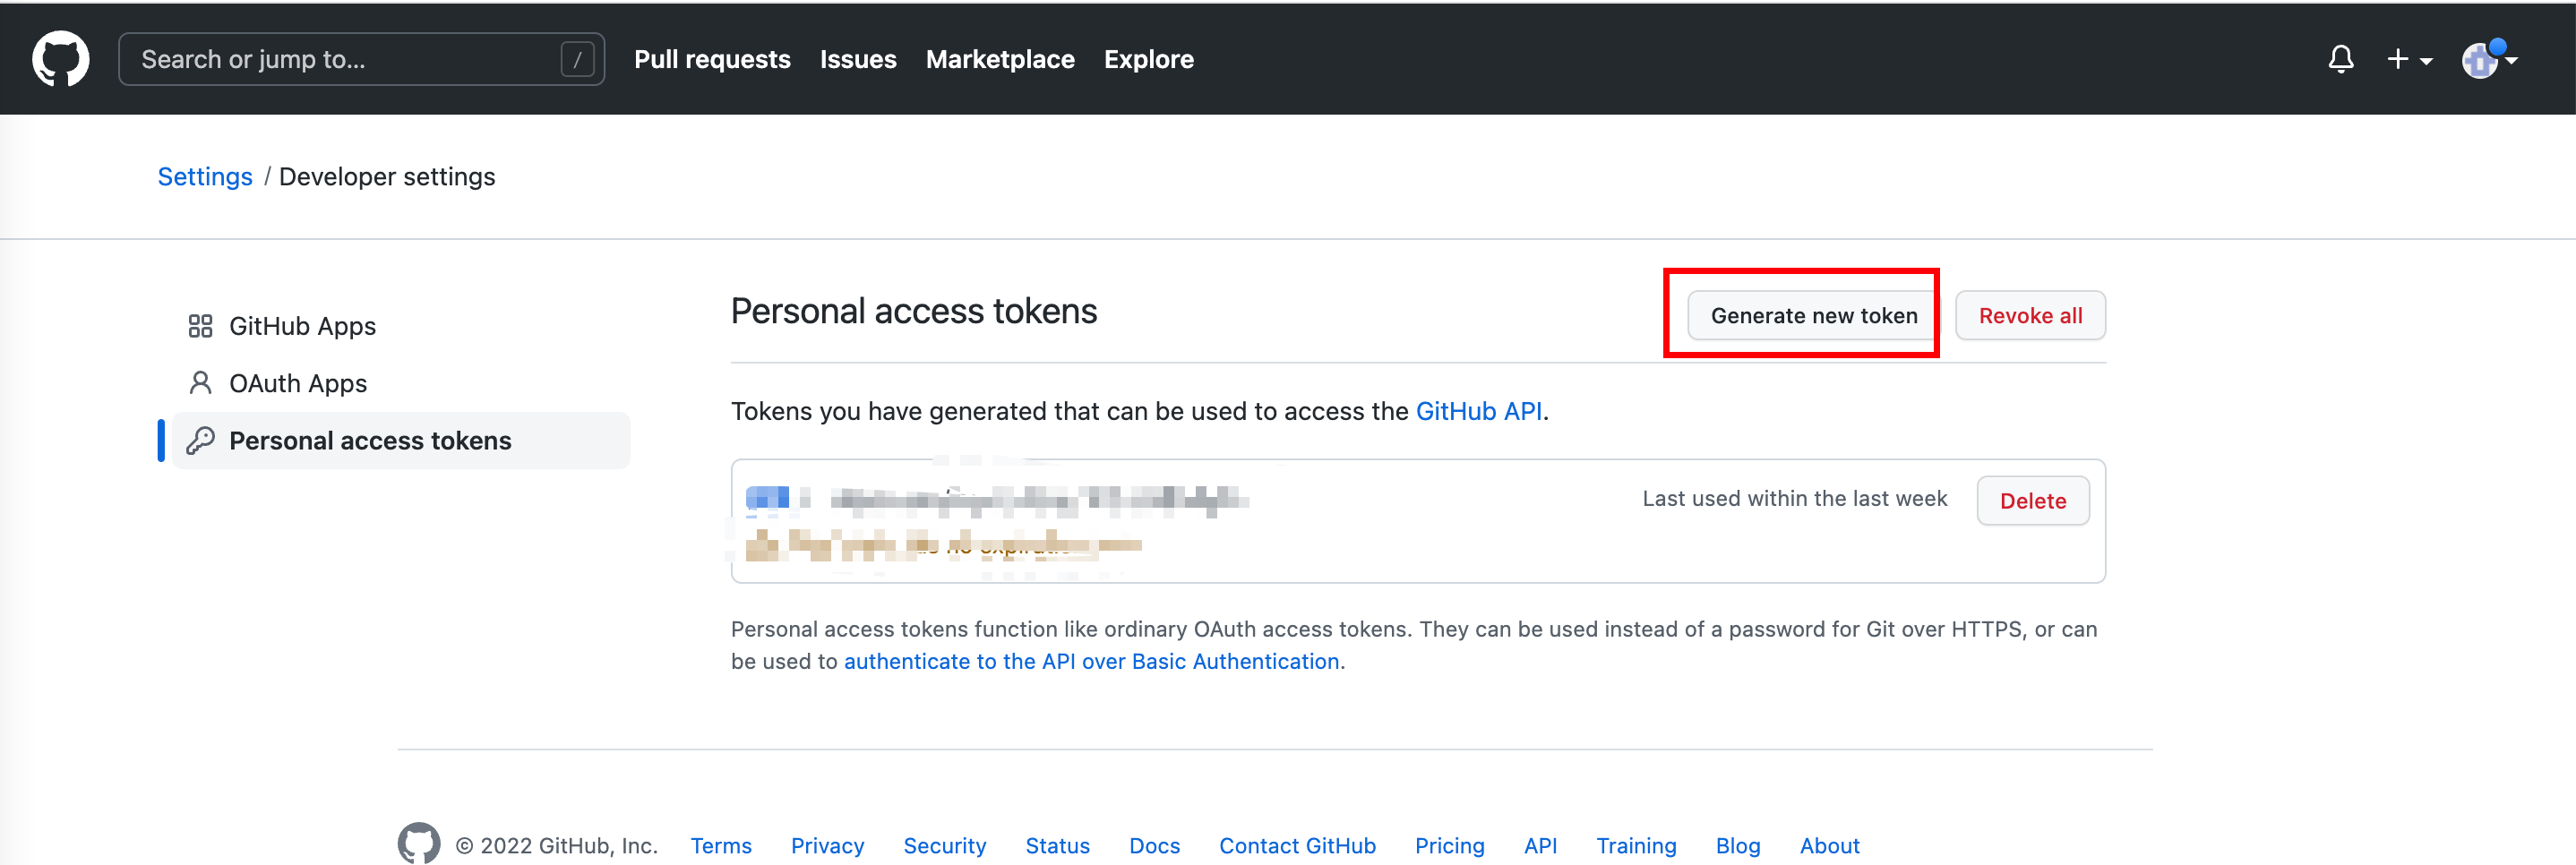 Search or jump to... /
Pull requests Issues Marketplace Explore
Settings / Developer settings
GitHub Apps
OAuth Apps
Personal access tokens
Personal access tokens
Generate new token Revoke all
Tokens you have generated that can be used to access the GitHub API.
Last used within the last week Delete
no
Personal access tokens function like ordinary OAuth access tokens. They can be used instead of a password for Git over HTTPS, or can
be used to authenticate to the API over Basic Authentication.
© 2022 GitHub, Inc. Terms Privacy Security Status Docs Contact GitHub Pricing API Training Blog About